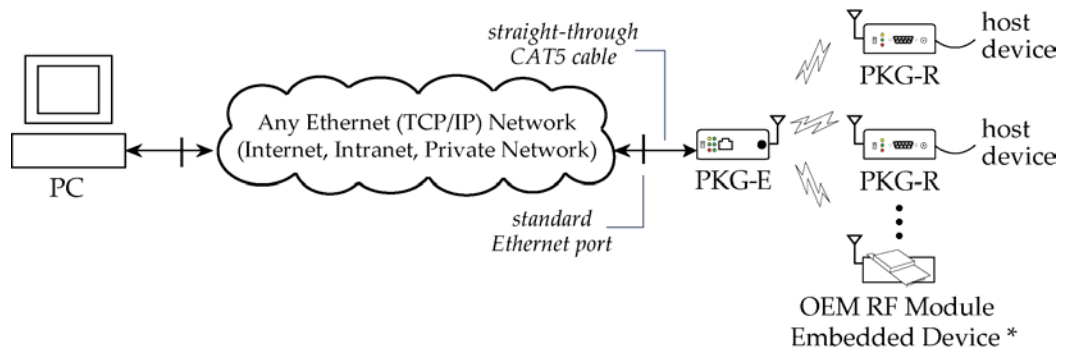 straight-through
CAT5 cable
host
device
PKG-R
Any Ethernet (TCP/IP) Network
(Internet, Intranet, Private Network)
PC
PKG-E
host
device
PKG-R
standard
Ethernet port
OEM RF Module
Embedded Device *